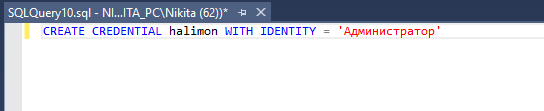 SQLQuery10.sql - NI...ITA_PC\Nikita (62))*
CREATE CREDENTIAL halimon WITH IDENTITY = 'Администратор'